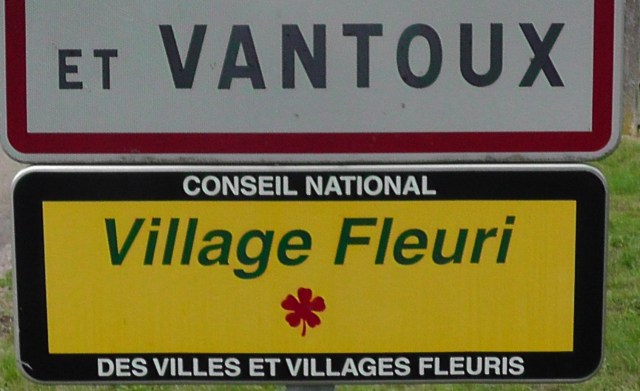 ET VANTOUX
CONSEIL NATIONAL
Village Fleuri
DES VILLES ET VILLAGES FLEURIS